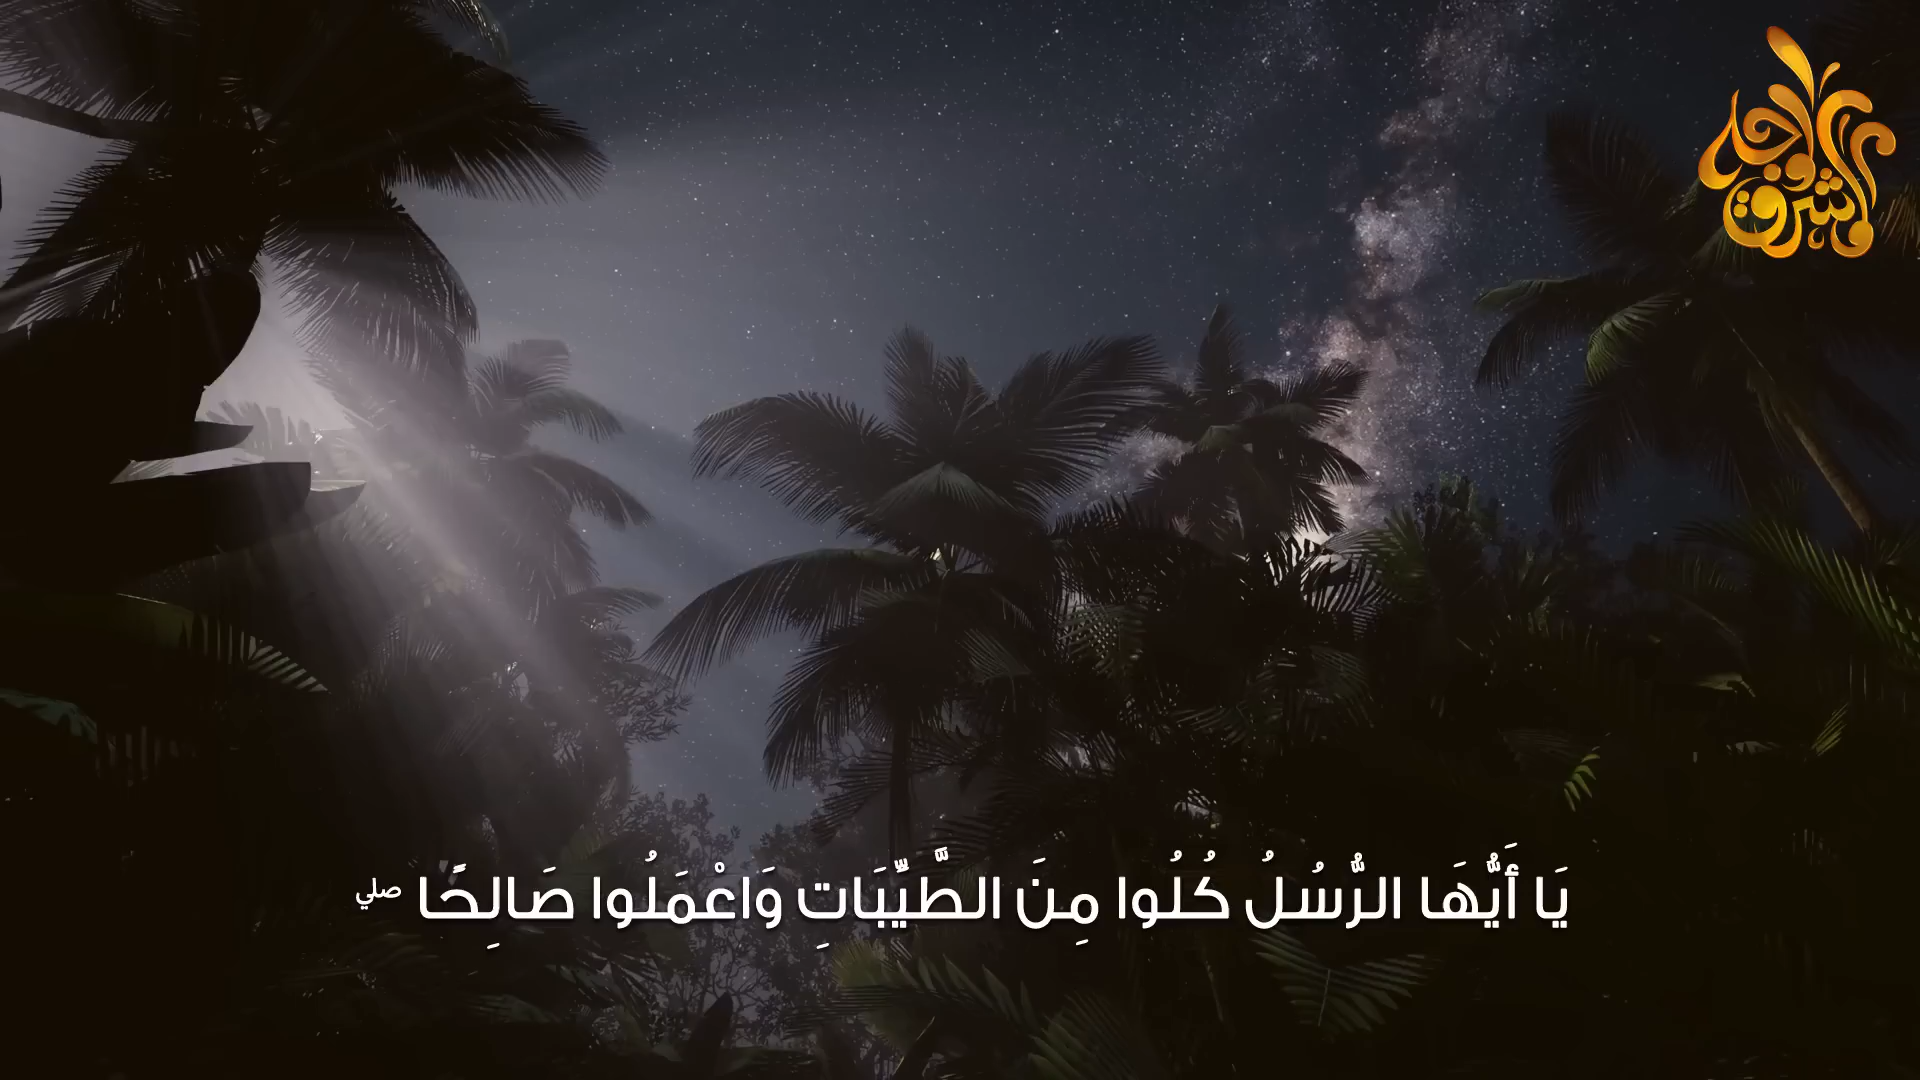 يَا أَيُّهَا الرُّسُلُ كُلُوا مِنَ الطَّيِّبَاتِ وَاعْمَلُوا صَالِحًا صلي